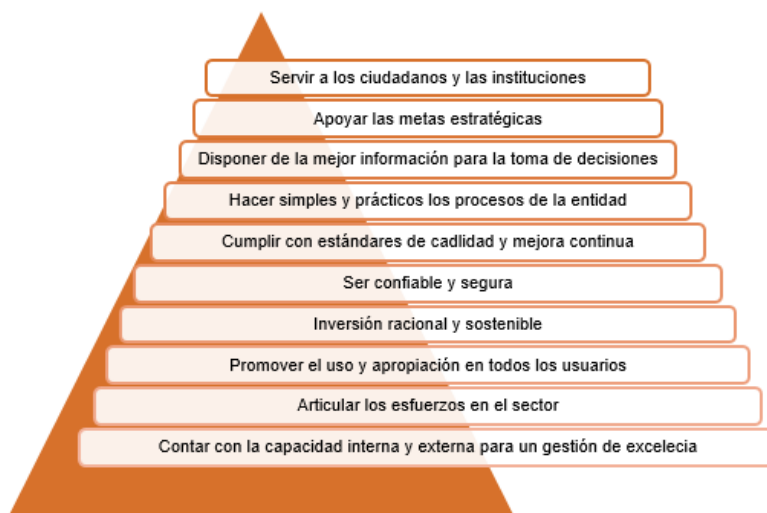 Servir a los ciudadanos y las instituciones
Apoyar las metas estratégicas
Disponer de la mejor información para la toma de decisiones
Hacer simples y prácticos los procesos de la entidad
Cumplir con estándares de cadlidad y mejora continua
Ser confiable y segura
Inversión racional y sostenible
Promover el uso y apropiación en todos los usuarios
Articular los esfuerzos en el sector
Contar con la capacidad interna y externa para un gestión de excelecia